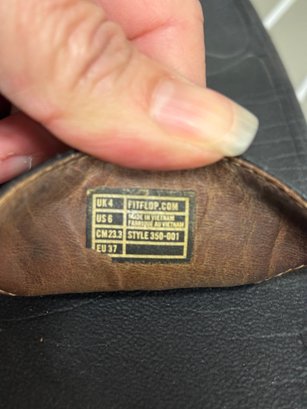 UK 4 FITFLOP.COM
US 6 MADE IN VIETNAM
FABRIQUÉ AU VIETNAM
CM 23.3 STYLE 350-001
EU 37